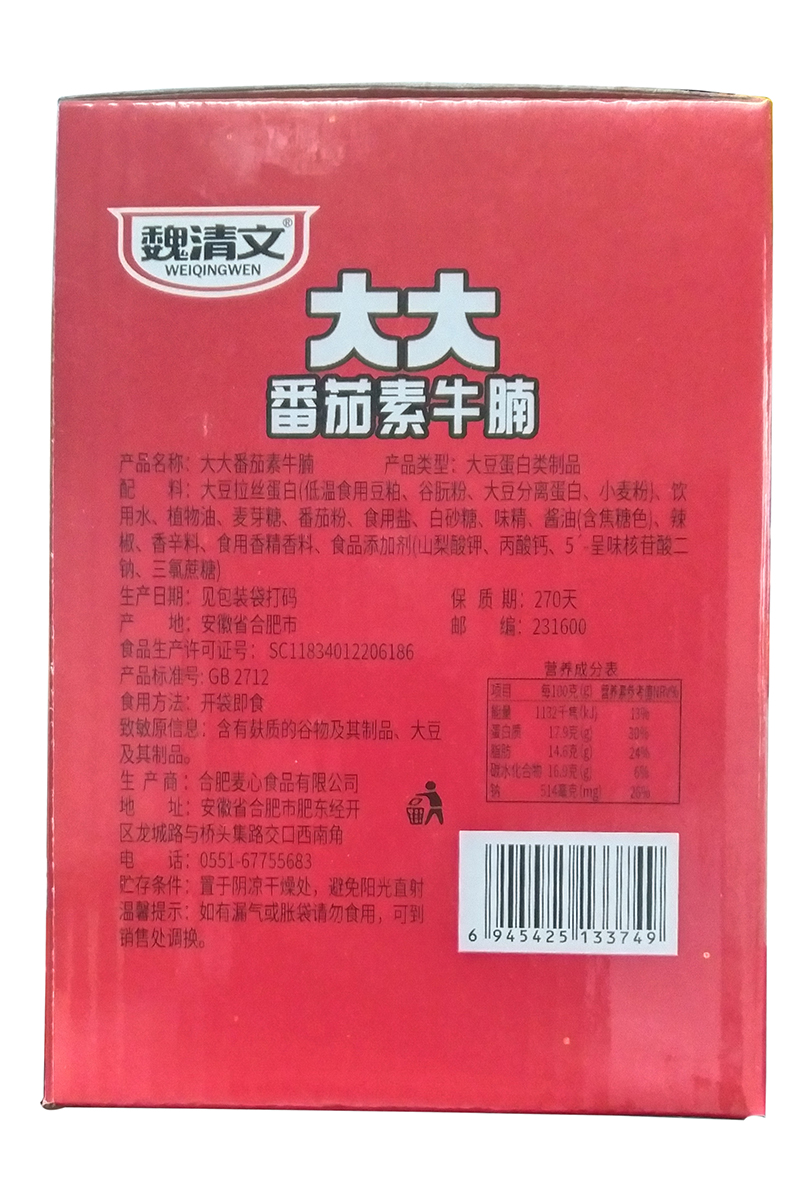 魏清文®
WEIQINGWEN
大大
番茄素牛腩
产品名称：大大番茄素牛腩 产品类型：大豆蛋白类制品
配 料：大豆拉丝蛋白(低温食用豆粕、谷朊粉、大豆分离蛋白、小麦粉)、饮
用水、植物油、麦芽糖、番茄粉、食用盐、白砂糖、味精、酱油(含焦糖色)、辣
椒、香辛料、食用香精香料、食品添加剂(山梨酸钾、丙酸钙、5´-呈味核苷酸二
钠、三氯蔗糖)
生产日期：见包装袋打码 保 质 期：270天
产 地：安徽省合肥市 邮 编：231600
食品生产许可证号：SC11834012206186
产品标准号：GB 2712
食用方法：开袋即食
致敏原信息：含有麸质的谷物及其制品、大豆
及其制品。
生 产 商：合肥麦心食品有限公司
地 址：安徽省合肥市肥东经开
区龙城路与桥头集路交口西南角
电 话：0551-67755683
贮存条件：置于阴凉干燥处，避免阳光直射
温馨提示：如有漏气或胀袋请勿食用，可到
销售处调换。
营养成分表
项目 每100克(g) 营养素参考值NRV%
能量 1132千焦(kJ) 13%
蛋白质 17.9克(g) 30%
脂肪 14.6克(g) 24%
碳水化合物 16.9克(g) 6%
钠 514毫克(mg) 26%
6 945425 133749